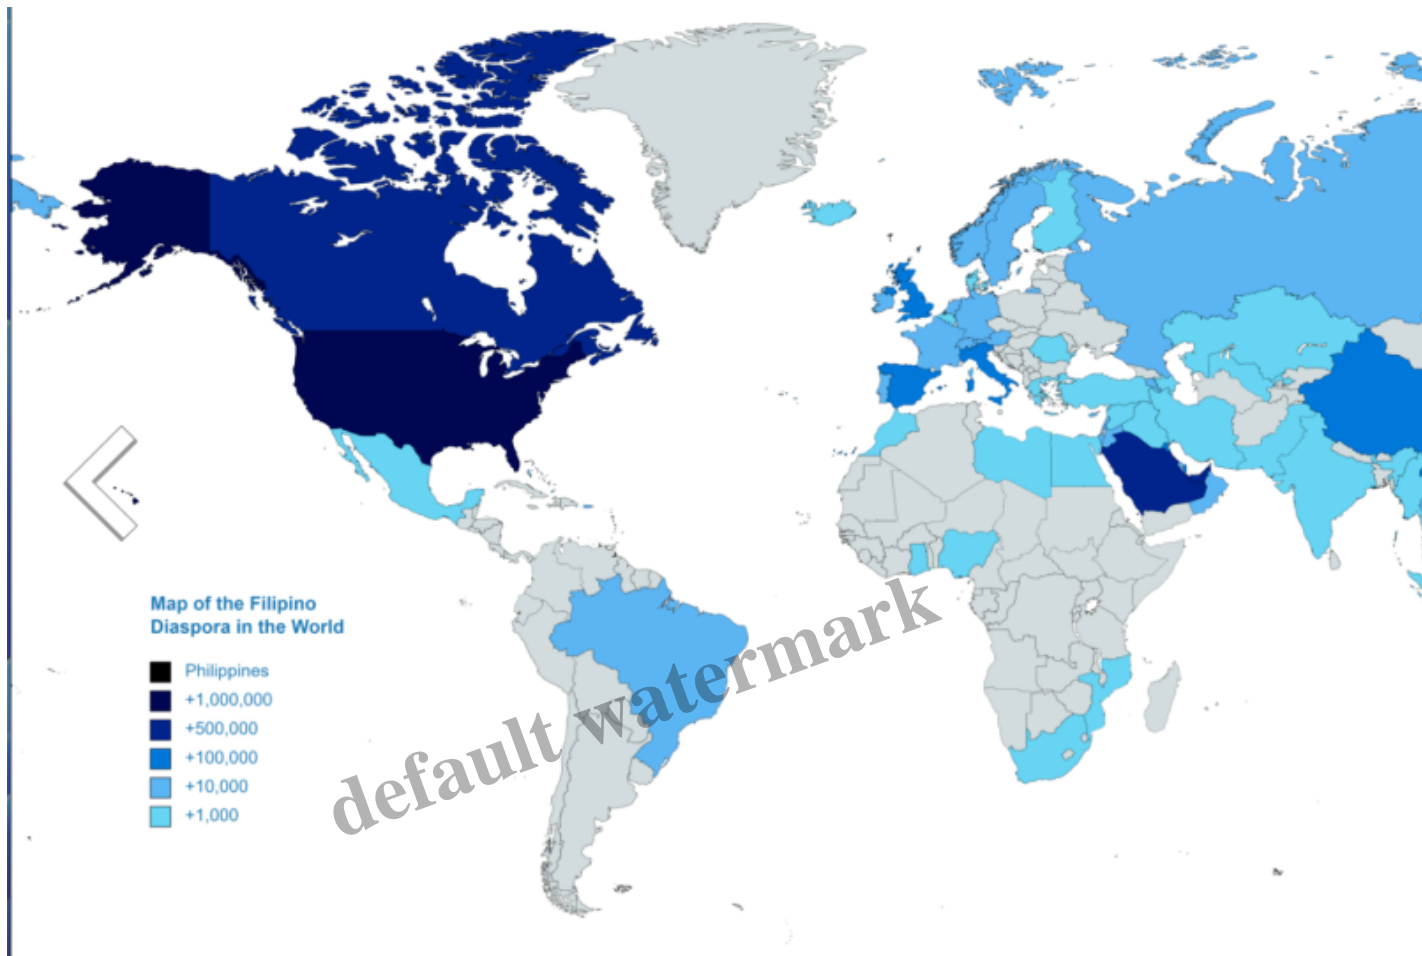 Map of the Filipino
Diaspora in the World
Philippines
+1,000,000
+500,000
+100,000
+10,000
+1,000
default watermark